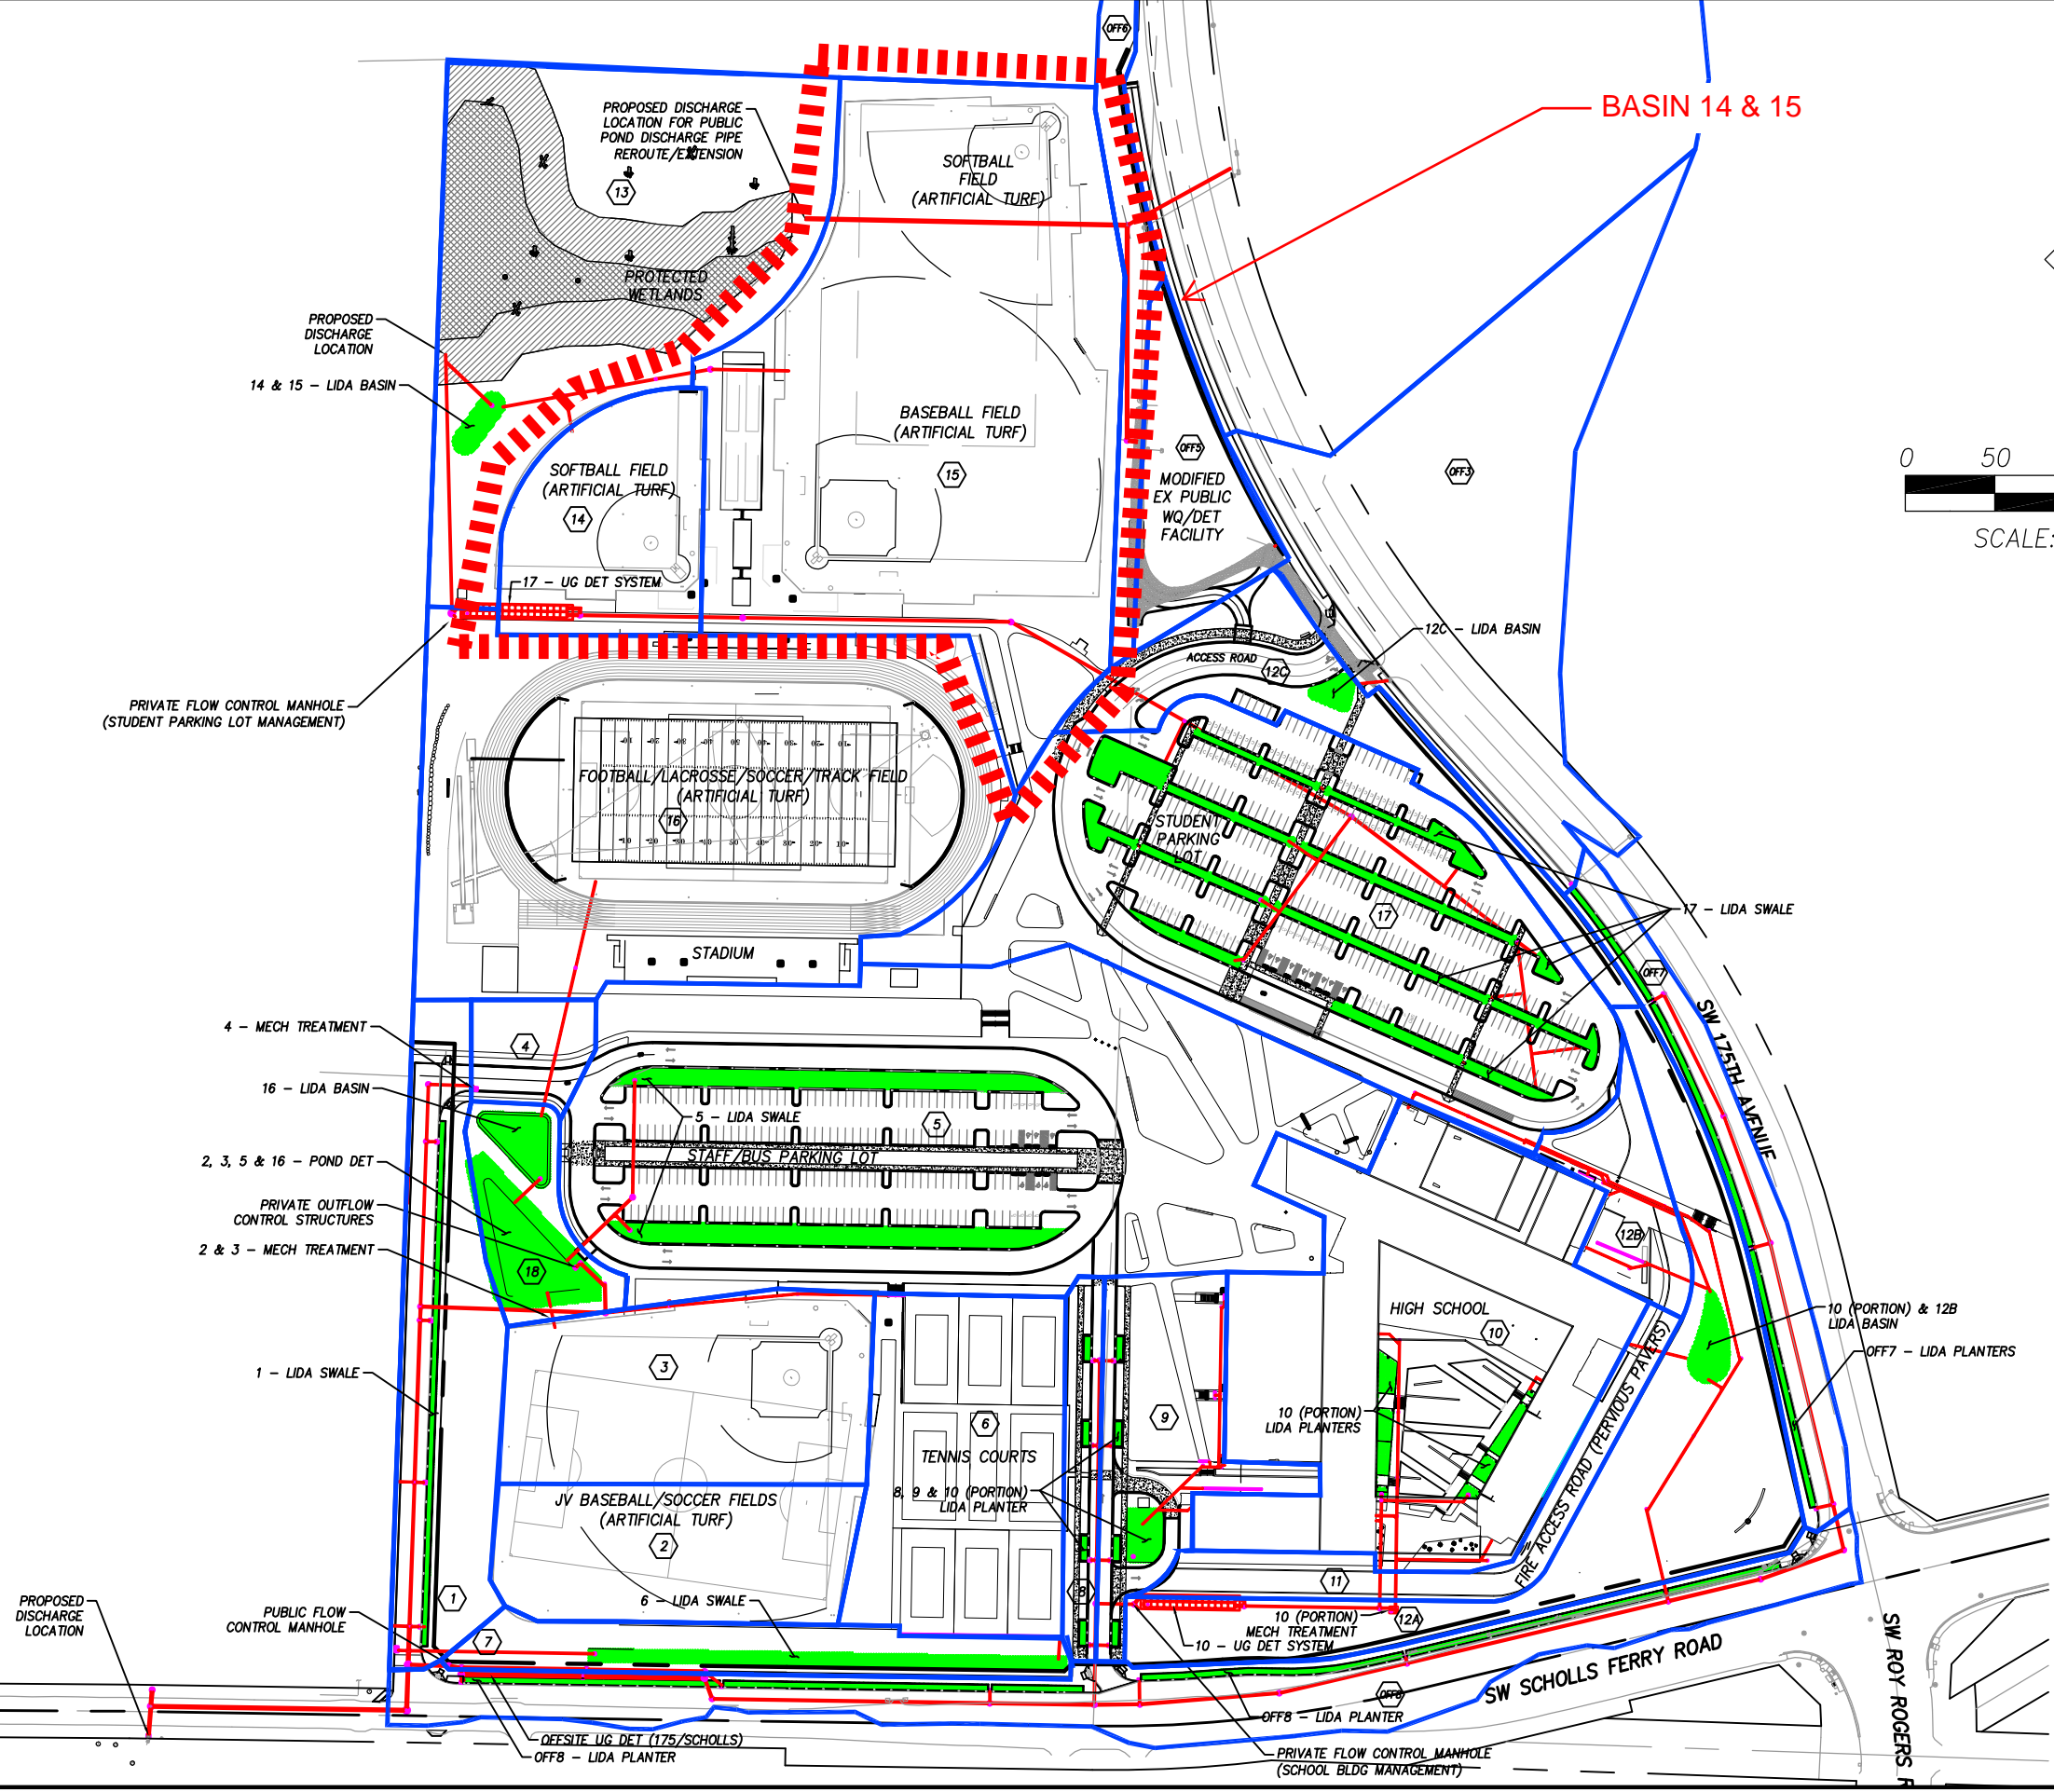 OFF6
BASIN 14 & 15
PROPOSED DISCHARGE
LOCATION FOR PUBLIC
POND DISCHARGE PIPE
REROUTE/EXTENSION
13
SOFTBALL
FIELD
(ARTIFICIAL TURF)
PROTECTED
WETLANDS
PROPOSED
DISCHARGE
LOCATION
14 & 15 - LIDA BASIN
BASEBALL FIELD
(ARTIFICIAL TURF)
15
SOFTBALL FIELD
(ARTIFICIAL TURF)
14
OFF5
MODIFIED
EX PUBLIC
WQ/DET
FACILITY
OFF3
0 50
SCALE:
17 - UG DET SYSTEM
12C - LIDA BASIN
ACCESS ROAD
12C
PRIVATE FLOW CONTROL MANHOLE
(STUDENT PARKING LOT MANAGEMENT)
FOOTBALL/LACROSSE/SOCCER/TRACK FIELD
(ARTIFICIAL TURF)
16
STUDENT
PARKING
LOT
17
17 - LIDA SWALE
STADIUM
OFF7
SW 175TH AVENUE
4 - MECH TREATMENT
4
16 - LIDA BASIN
5 - LIDA SWALE
5
STAFF/BUS PARKING LOT
2, 3, 5 & 16 - POND DET
PRIVATE OUTFLOW
CONTROL STRUCTURES
2 & 3 - MECH TREATMENT
18
12B
HIGH SCHOOL
10
10 (PORTION) & 12B
LIDA BASIN
OFF7 - LIDA PLANTERS
1 - LIDA SWALE
3
6
TENNIS COURTS
9
10 (PORTION)
LIDA PLANTERS
FIRE ACCESS ROAD (PERVIOUS PAVERS)
8, 9 & 10 (PORTION)
LIDA PLANTER
JV BASEBALL/SOCCER FIELDS
(ARTIFICIAL TURF)
2
8
11
1
6 - LIDA SWALE
PROPOSED
DISCHARGE
LOCATION
PUBLIC FLOW
CONTROL MANHOLE
7
10 (PORTION)
MECH TREATMENT
12A
10 - UG DET SYSTEM
SW SCHOLLS FERRY ROAD
SW ROY ROGERS R
OFF8
OFF8 - LIDA PLANTER
OFFSITE UG DET (175/SCHOLLS)
OFF8 - LIDA PLANTER
PRIVATE FLOW CONTROL MANHOLE
(SCHOOL BLDG MANAGEMENT)